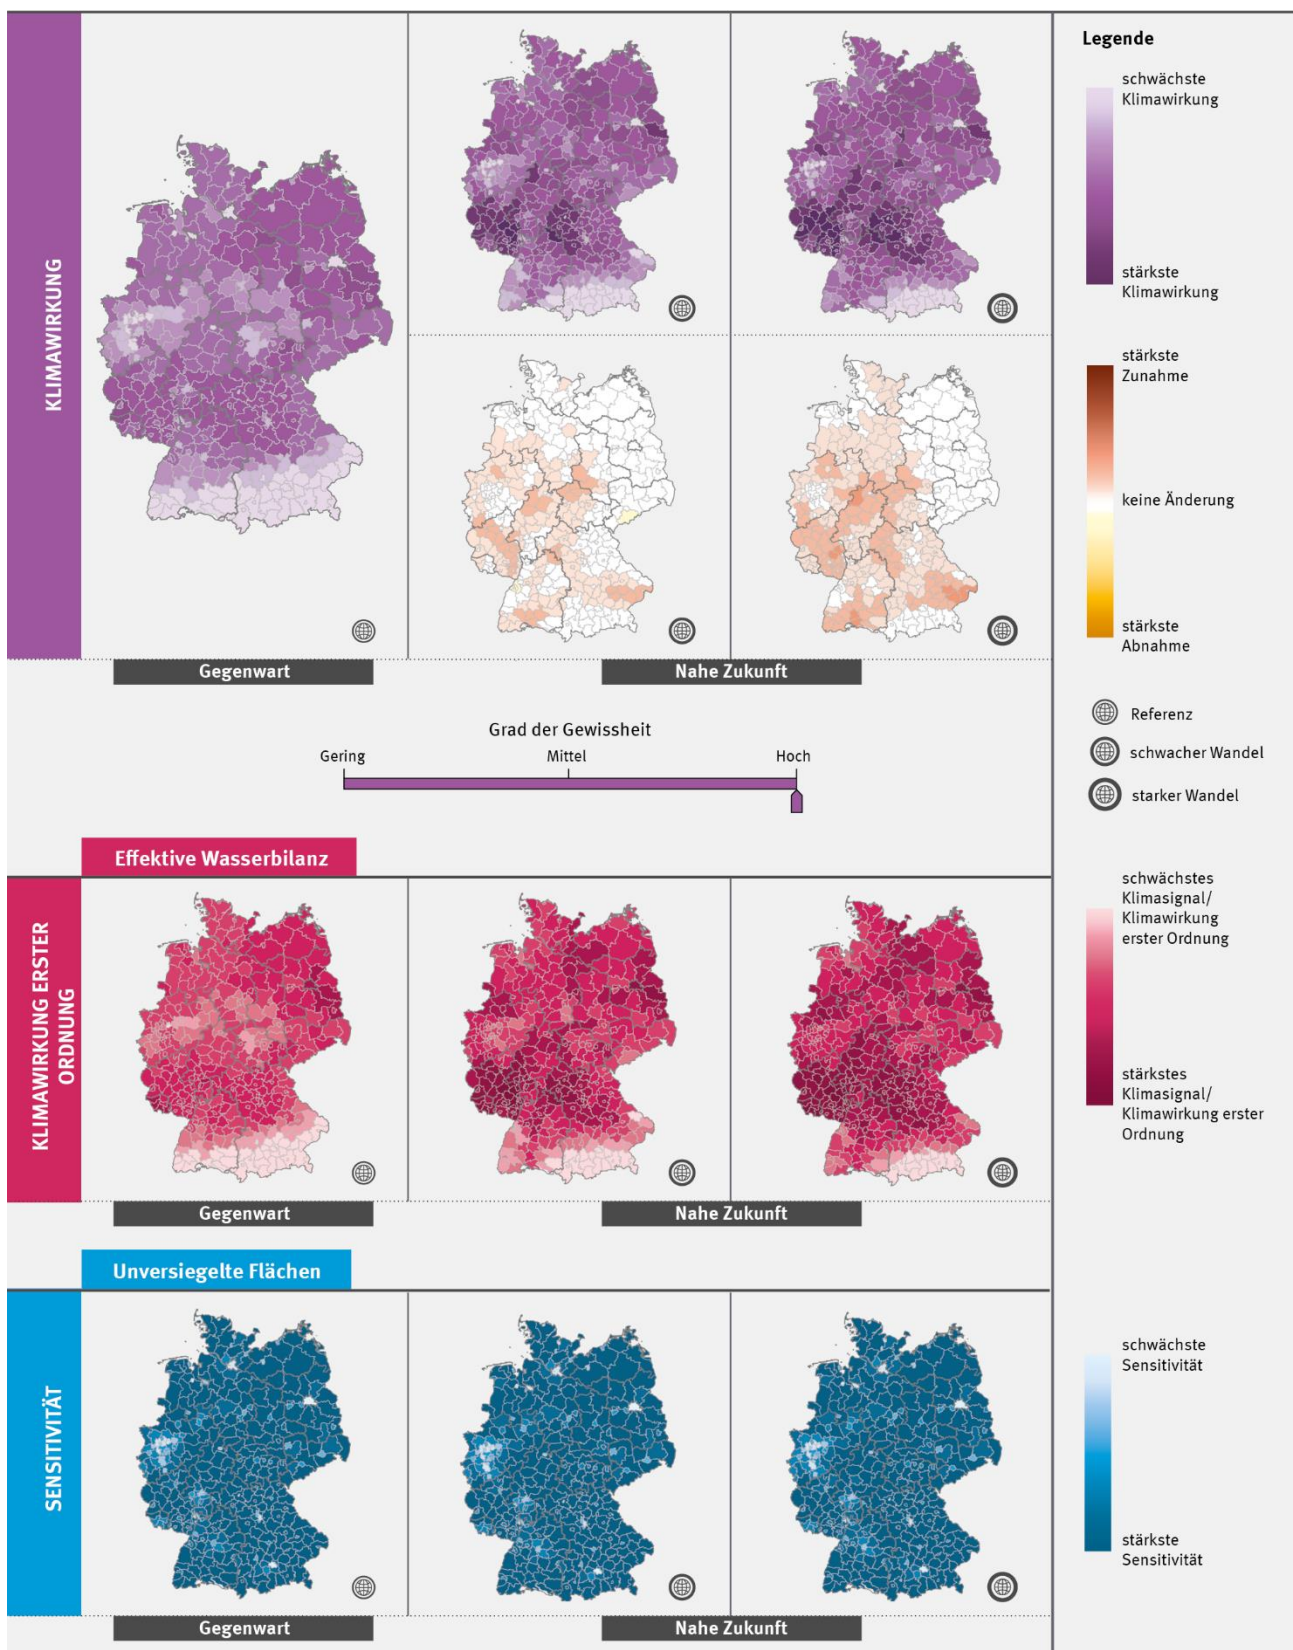 KLIMAWIRKUNG
Gegenwart
Nahe Zukunft
Legende
schwächste
Klimawirkung
stärkste
Klimawirkung
stärkste
Zunahme
keine Änderung
stärkste
Abnahme
Referenz
schwacher Wandel
starker Wandel
Grad der Gewissheit
Gering
Mittel
Hoch
Effektive Wasserbilanz
KLIMAWIRKUNG ERSTER
ORDNUNG
Gegenwart
Nahe Zukunft
schwächstes
Klimasignal/
Klimawirkung
erster Ordnung
stärkstes
Klimasignal/
Klimawirkung erster
Ordnung
Unversiegelte Flächen
SENSITIVITÄT
Gegenwart
Nahe Zukunft
schwächste
Sensitivität
stärkste
Sensitivität